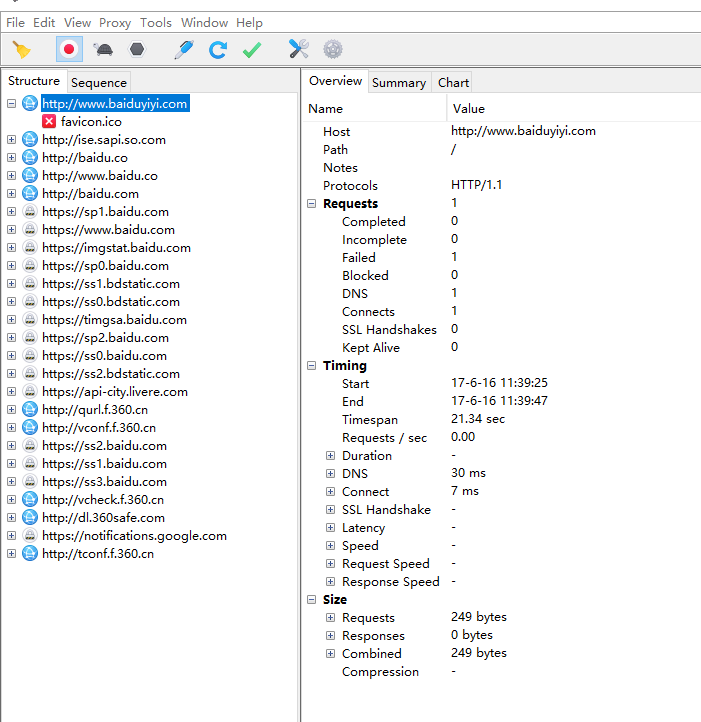 File Edit View Proxy Tools Window Help
Structure Sequence
http://www.baiduyiyi.com
favicon.ico
http://ise.sapi.so.com
http://baidu.co
http://www.baidu.co
http://baidu.com
https://sp1.baidu.com
https://www.baidu.com
https://imgstat.baidu.com
https://sp0.baidu.com
https://ss1.bdstatic.com
https://ss0.bdstatic.com
https://timgsa.baidu.com
https://sp2.baidu.com
https://ss0.baidu.com
https://ss2.bdstatic.com
https://api-city.livere.com
http://qurl.f.360.cn
http://vconf.f.360.cn
https://ss2.baidu.com
https://ss1.baidu.com
https://ss3.baidu.com
http://vcheck.f.360.cn
http://dl.360safe.com
https://notifications.google.com
http://tconf.f.360.cn
Overview Summary Chart
Name Value
Host http://www.baiduyiyi.com
Path /
Notes
Protocols HTTP/1.1
Requests 1
Completed 0
Incomplete 0
Failed 1
Blocked 0
DNS 1
Connects 1
SSL Handshakes 0
Kept Alive 0
Timing
Start 17-6-16 11:39:25
End 17-6-16 11:39:47
Timespan 21.34 sec
Requests / sec 0.00
Duration -
DNS 30 ms
Connect 7 ms
SSL Handshake -
Latency -
Speed -
Request Speed -
Response Speed -
Size
Requests 249 bytes
Responses 0 bytes
Combined 249 bytes
Compression -